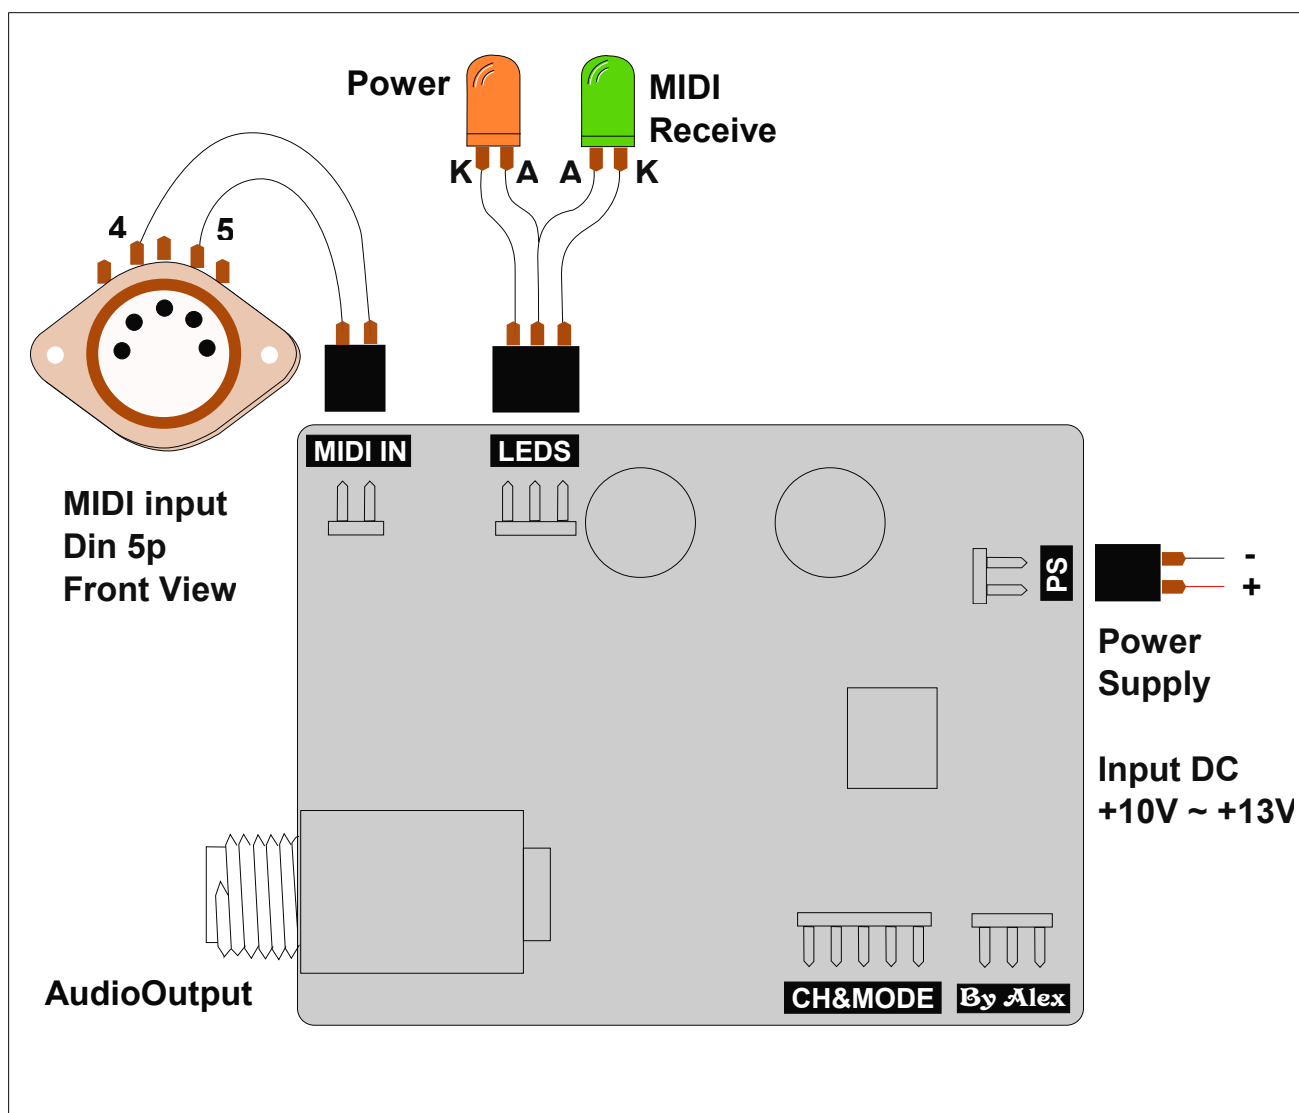 Power
MIDI
Receive
K
A
A
K
4
5
MIDI IN
LEDS
MIDI input
Din 5p
Front View
PS
-
+
Power
Supply
Input DC
+10V ~ +13V
AudioOutput
CH&MODE
By Alex